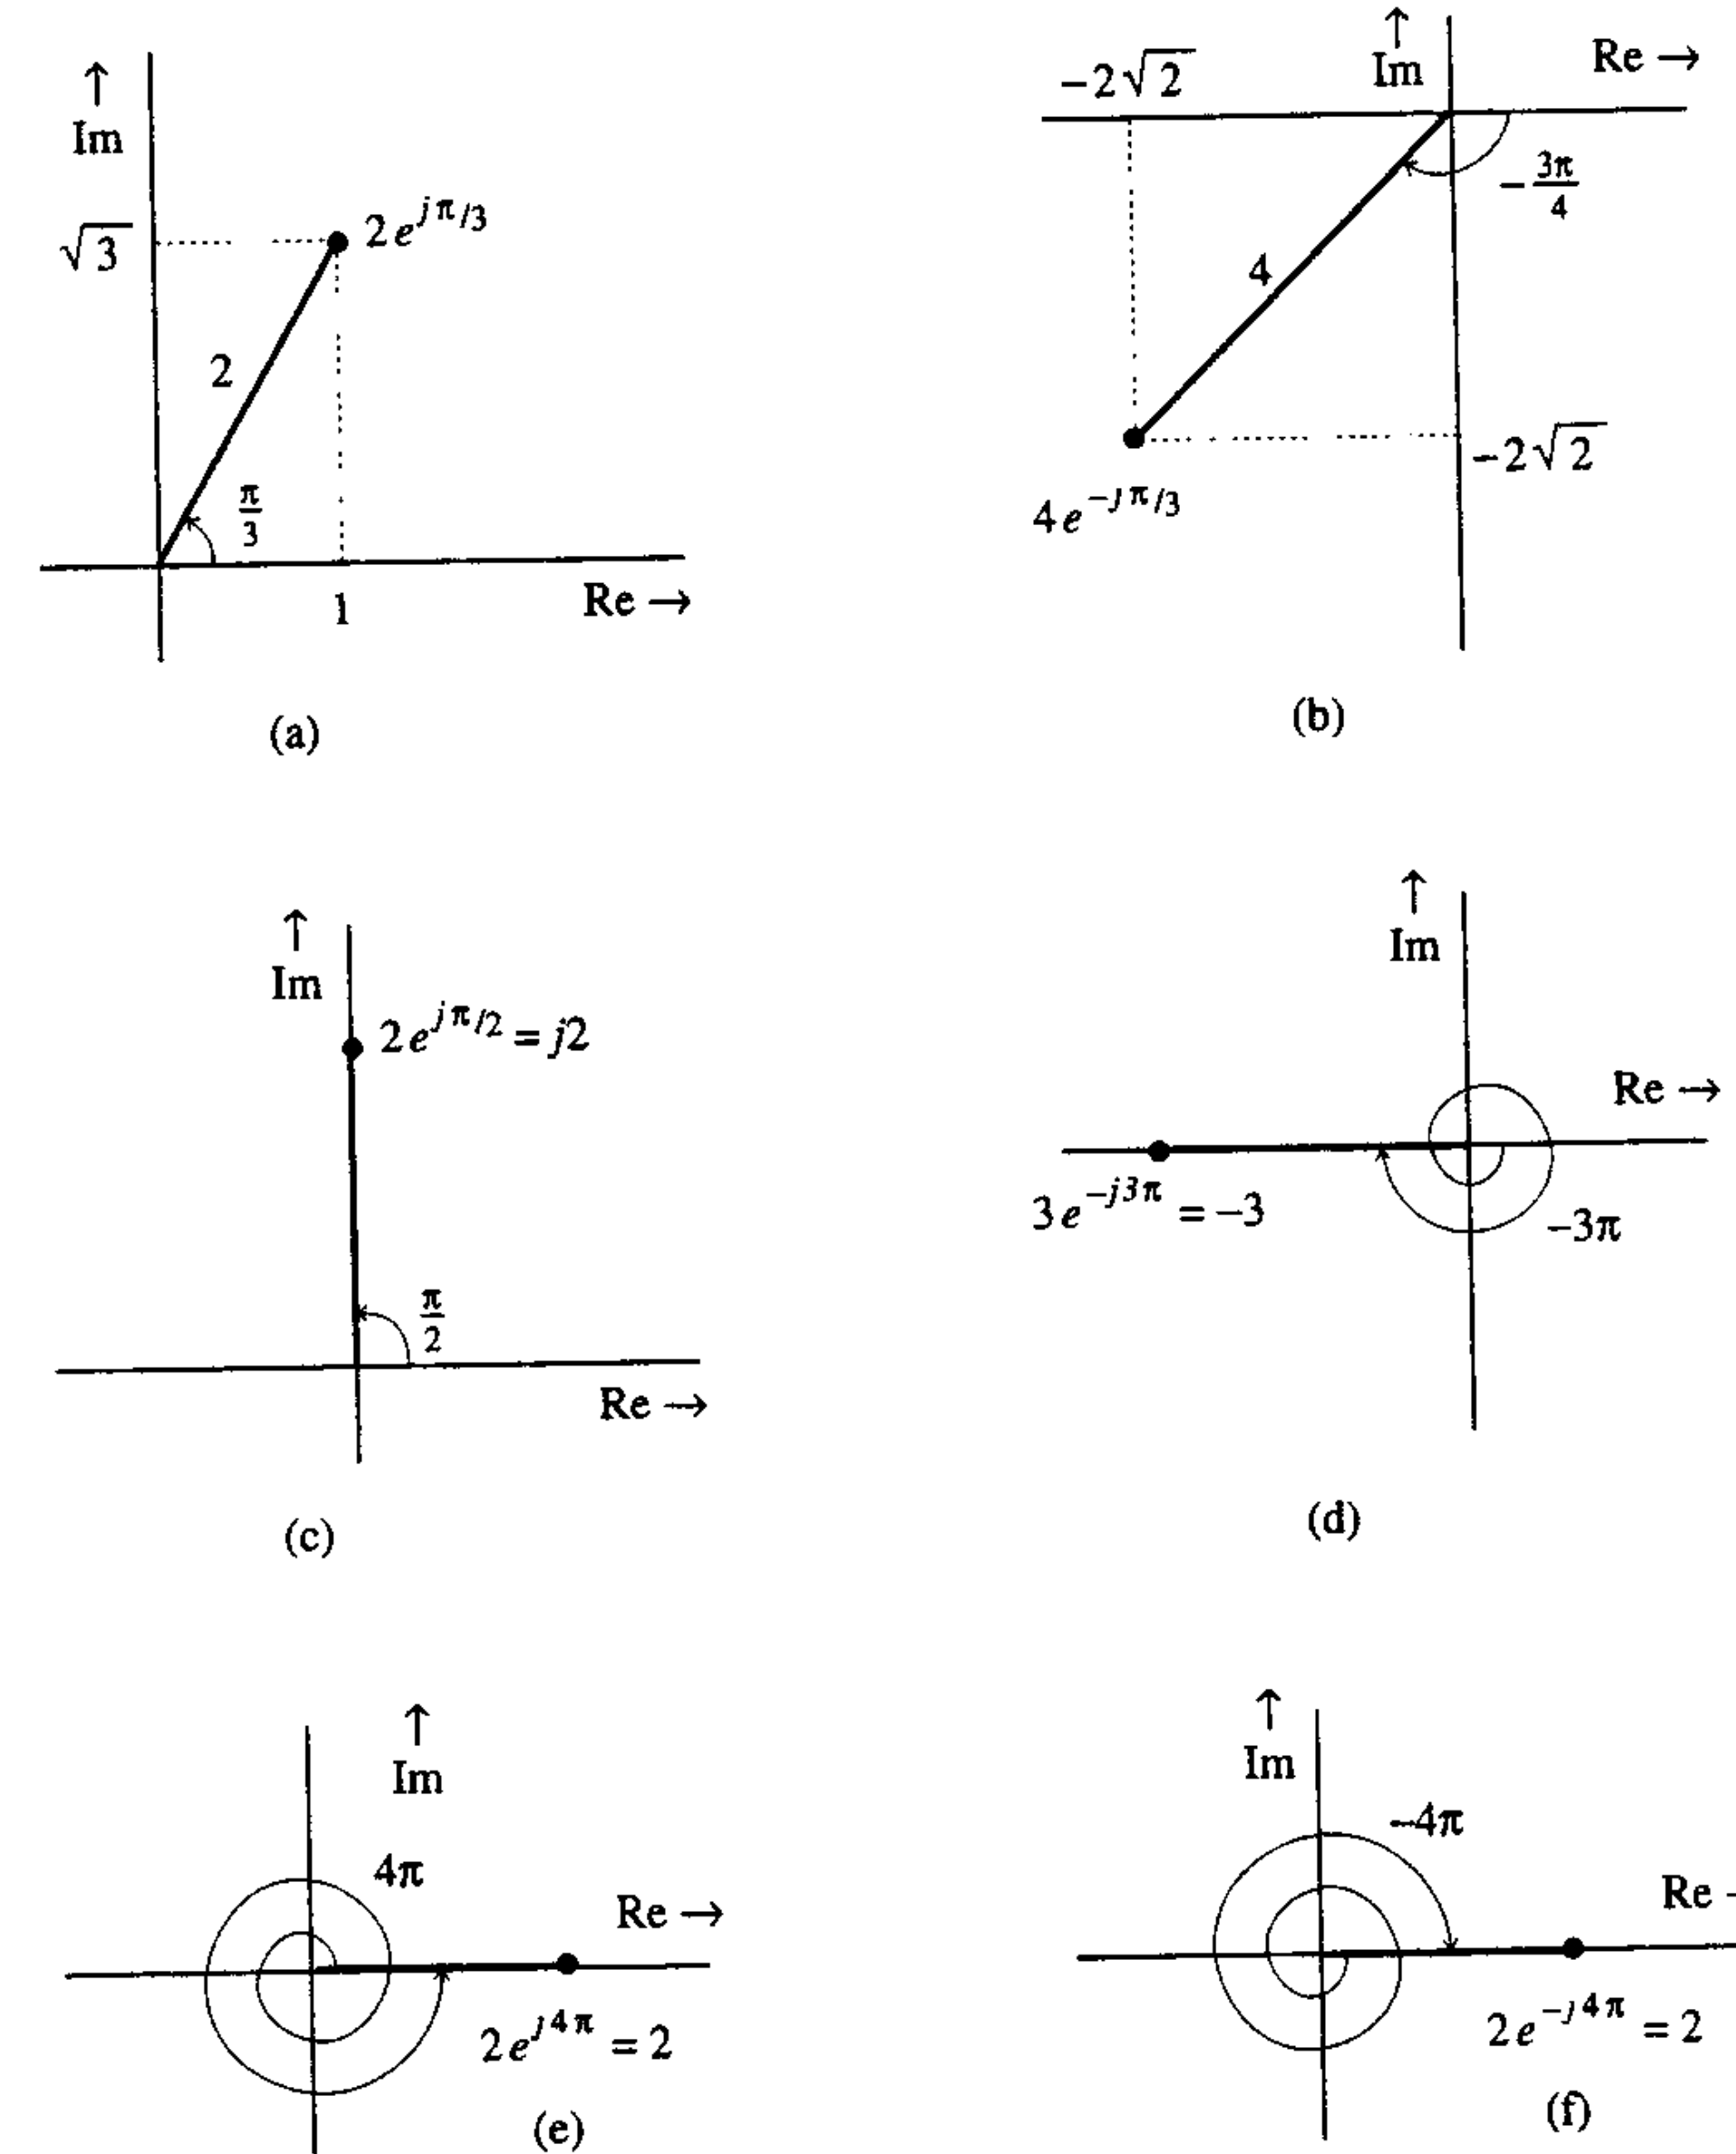 ↑
Im
√3
2e^{jπ/3}
2
π/3
1
Re →
(a)
-2√2
↑
Im
Re →
-3π/4
4
-2√2
4e^{-jπ/3}
(b)
↑
Im
2e^{jπ/2} = j2
π/2
Re →
(c)
↑
Im
Re →
3e^{-j3π} = -3
-3π
(d)
↑
Im
4π
Re →
2e^{j4π} = 2
(e)
↑
Im
-4π
Re -
2e^{-j4π} = 2
(f)